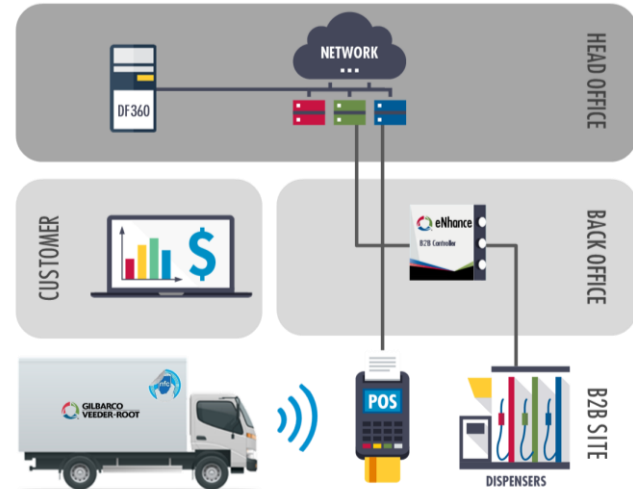 NETWORK
DF360
HEAD OFFICE
CUSTOMER
$
eNhance
B2B Controller
BACK OFFICE
GILBARCO
VEEDER-ROOT
POS
B2B SITE
DISPENSERS